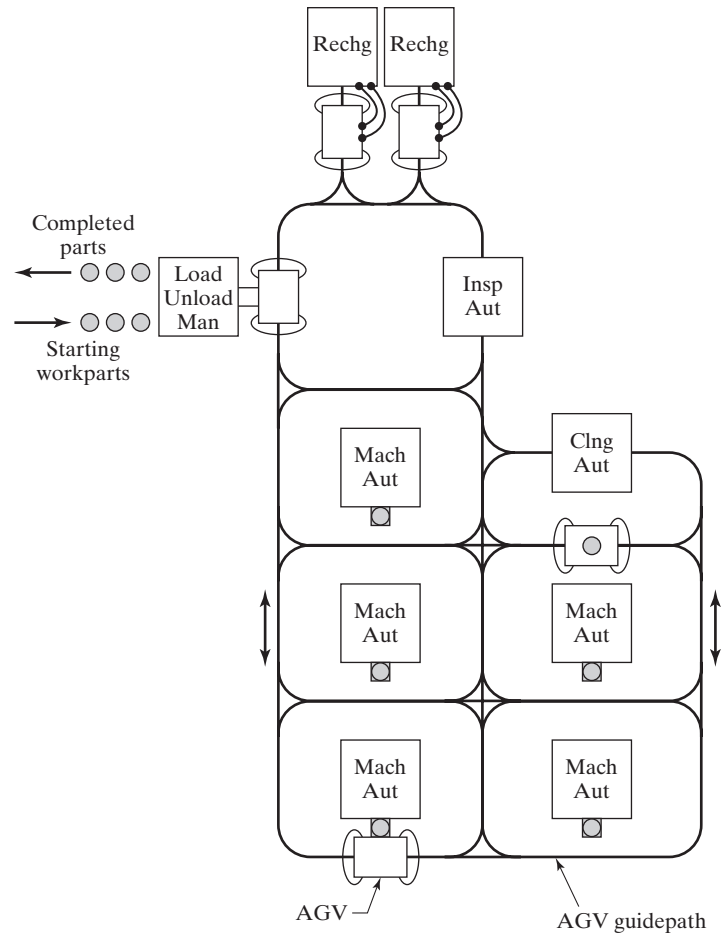 Rechg
Rechg
Completed
parts
Load
Unload
Man
Starting
workparts
Insp
Aut
Mach
Aut
Clng
Aut
Mach
Aut
Mach
Aut
Mach
Aut
Mach
Aut
AGV
AGV guidepath